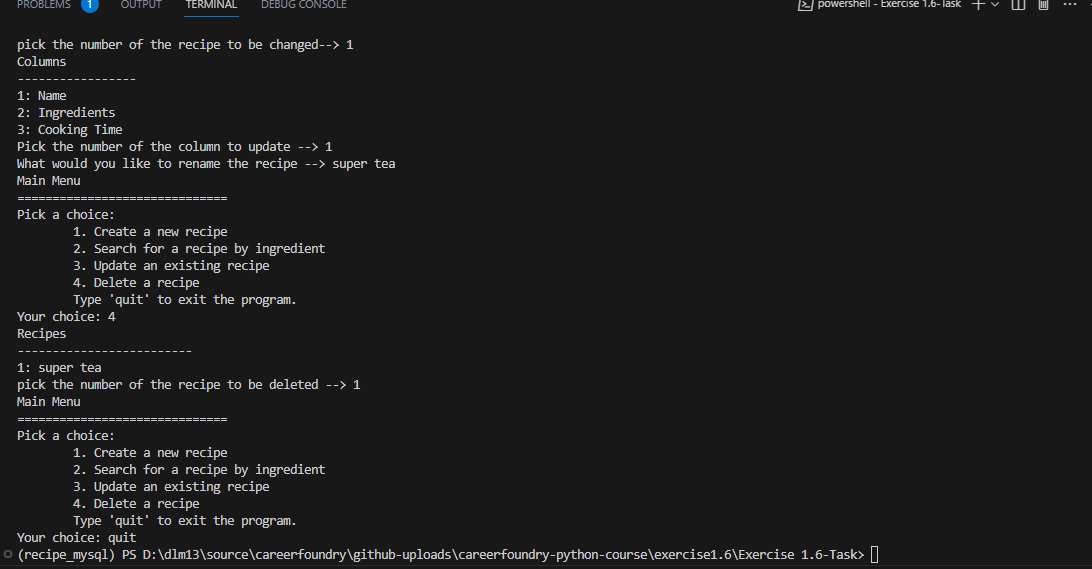 PROBLEMS 1 OUTPUT TERMINAL DEBUG CONSOLE powershell - Exercise 1.6-Task
pick the number of the recipe to be changed--> 1
Columns
-----------------
1: Name
2: Ingredients
3: Cooking Time
Pick the number of the column to update --> 1
What would you like to rename the recipe --> super tea
Main Menu
==============================
Pick a choice:
        1. Create a new recipe
        2. Search for a recipe by ingredient
        3. Update an existing recipe
        4. Delete a recipe
        Type 'quit' to exit the program.
Your choice: 4
Recipes
-------------------------
1: super tea
pick the number of the recipe to be deleted --> 1
Main Menu
==============================
Pick a choice:
        1. Create a new recipe
        2. Search for a recipe by ingredient
        3. Update an existing recipe
        4. Delete a recipe
        Type 'quit' to exit the program.
Your choice: quit
(recipe_mysql) PS D:\dlm13\source\careerfoundry\github-uploads\careerfoundry-python-course\exercise1.6\Exercise 1.6-Task>